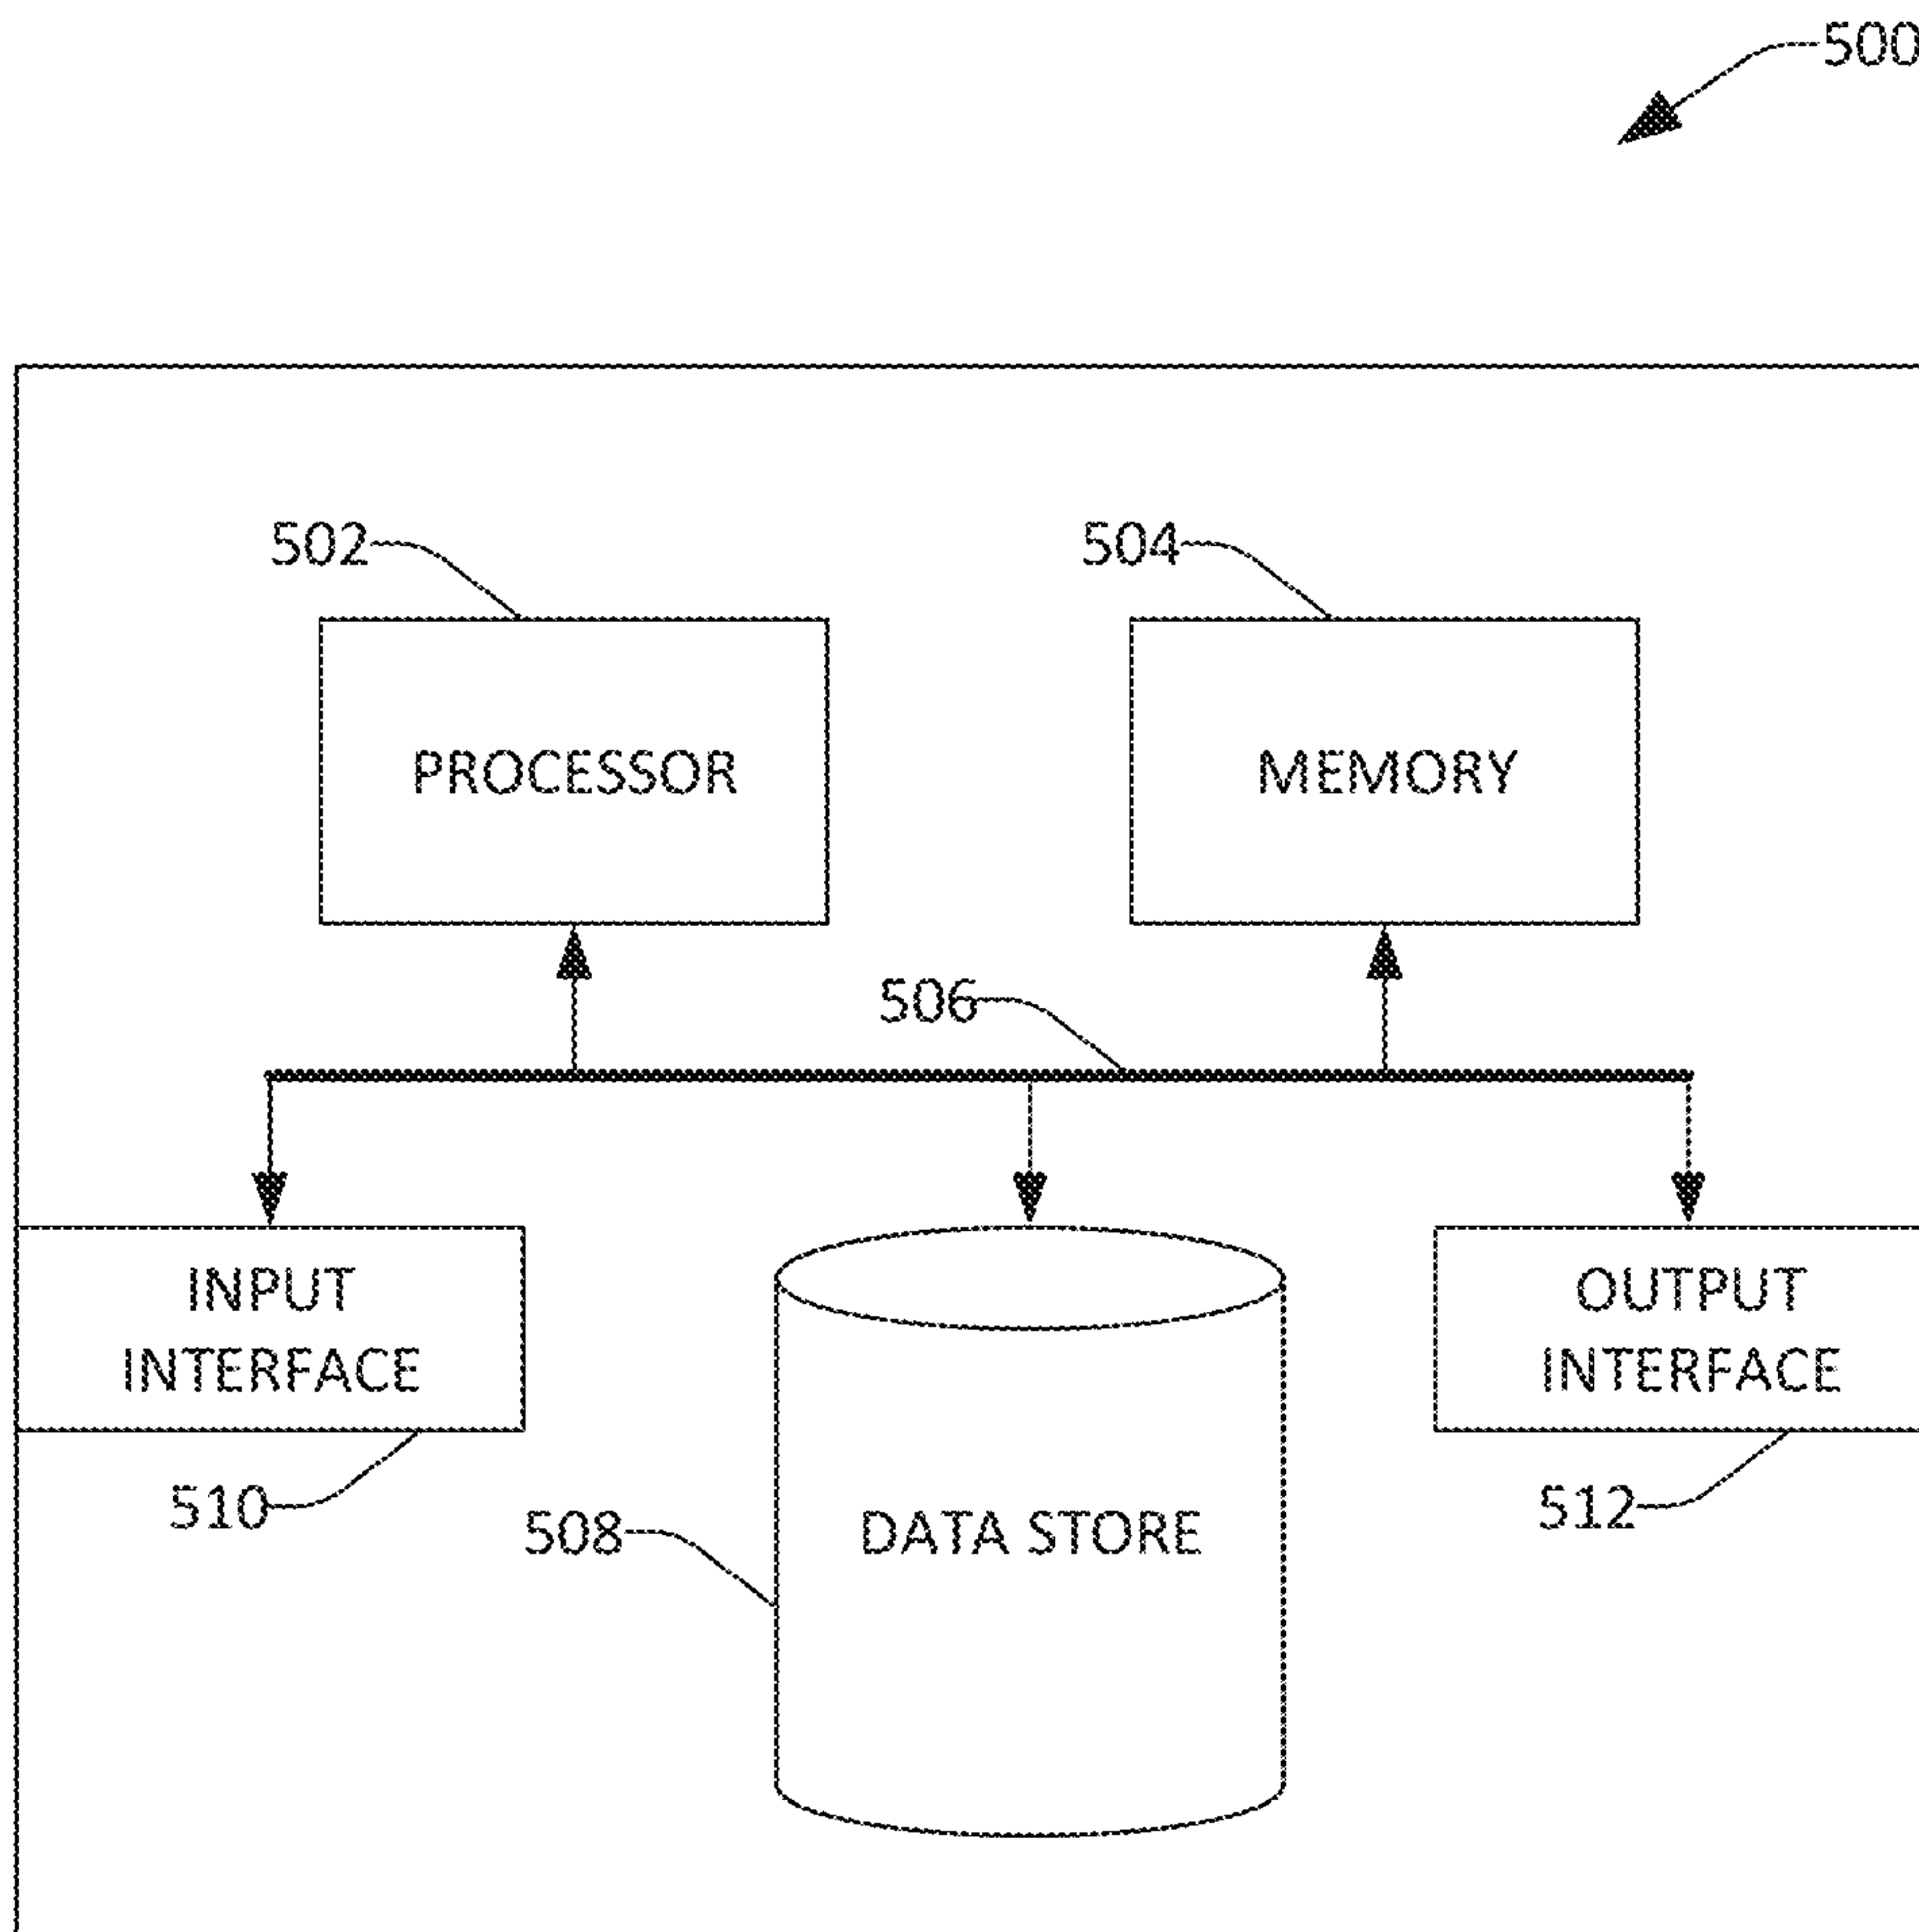 500
502
504
PROCESSOR
MEMORY
506
INPUT
INTERFACE
OUTPUT
INTERFACE
510
508
DATA STORE
512